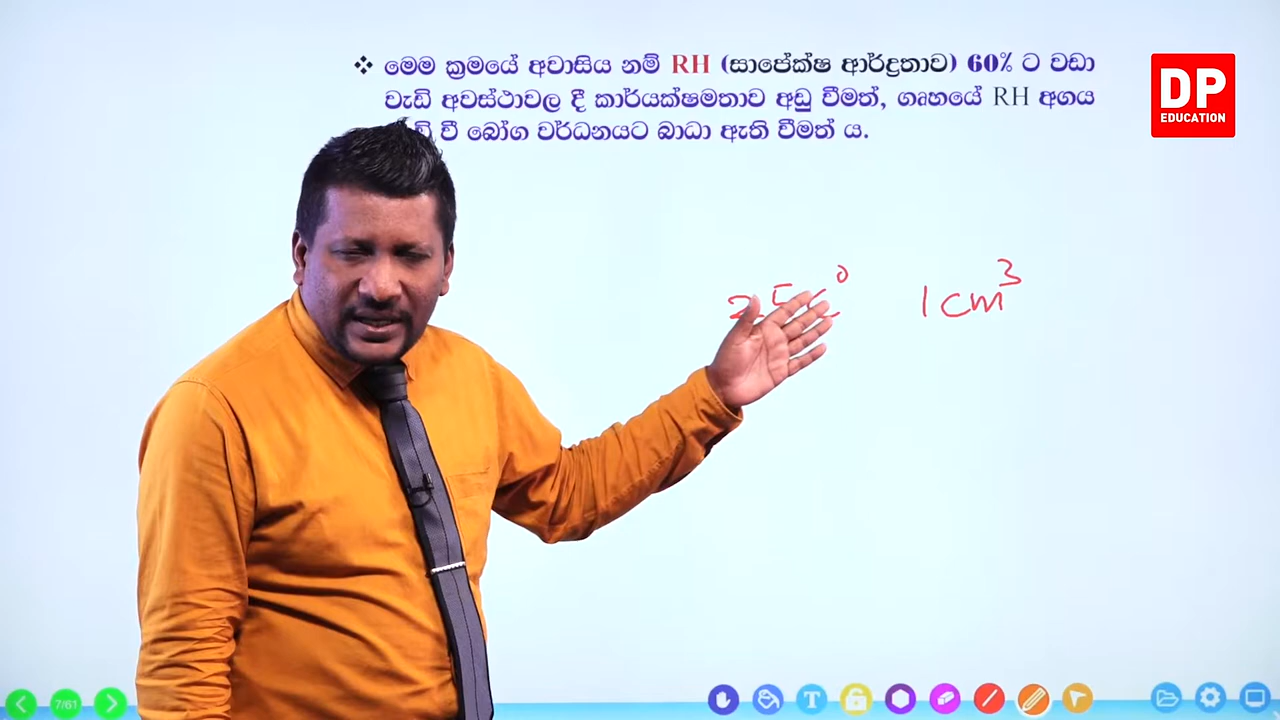 ❖ මෙම ක්‍රමයේ අවාසිය නම් RH (සාපේක්ෂ ආර්ද්‍රතාව) 60% ට වඩා
වැඩි අවස්ථාවල දී කාර්යක්ෂමතාව අඩු වීමත්, ගෘහයේ RH අගය
වී බෝග වර්ධනයට බාධා ඇති වීමත් ය.
DP
EDUCATION
1cm³
7/61
T